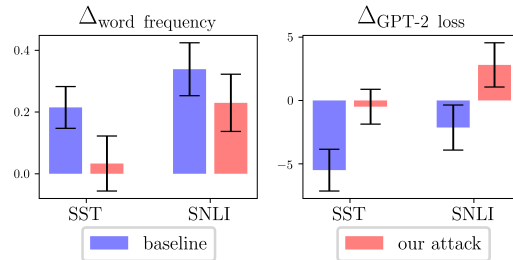 Δword frequency
ΔGPT-2 loss
0.4
0.2
0.0
SST
SNLI
5
0
−5
SST
SNLI
baseline
our attack